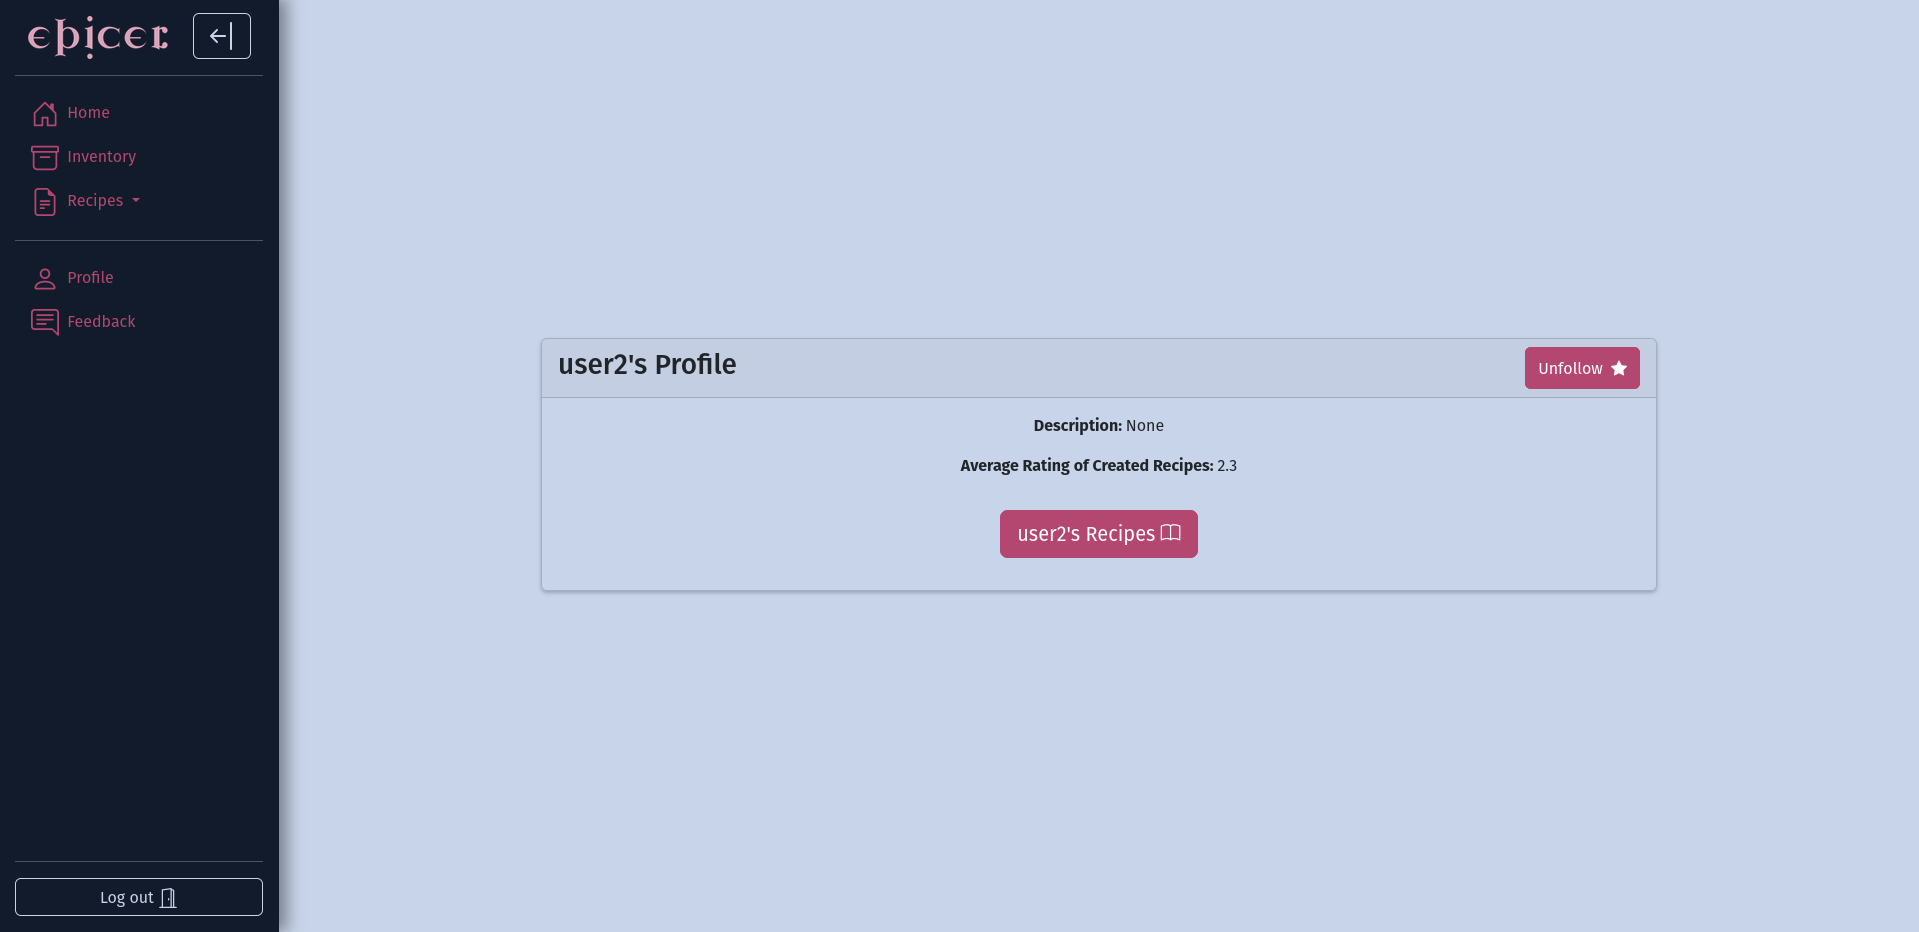 epicer
Home
Inventory
Recipes
Profile
Feedback
Log out
user2's Profile
Unfollow
Description: None
Average Rating of Created Recipes: 2.3
user2's Recipes